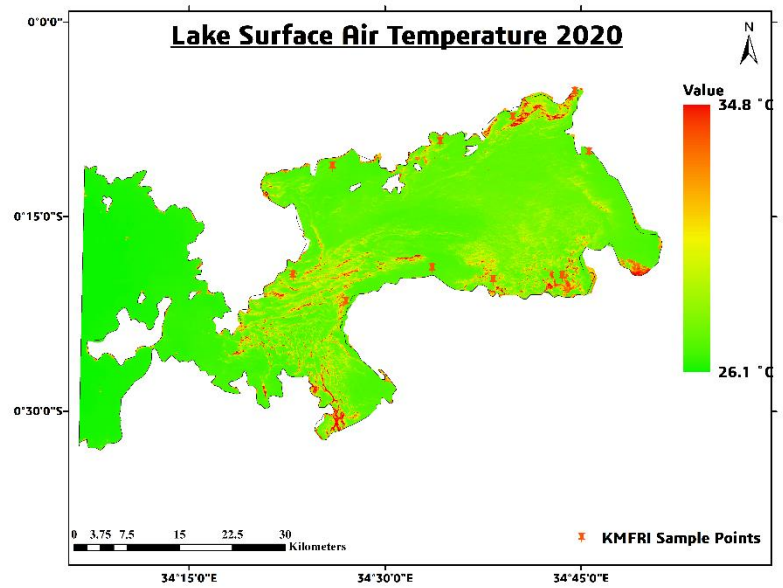 Lake Surface Air Temperature 2020
N
0°0'0"
0°15'0"S
0°30'0"S
Value
34.8 °C
26.1 °C
KMFRI Sample Points
0 3.75 7.5 15 22.5 30
Kilometers
34°15'0"E 34°30'0"E 34°45'0"E